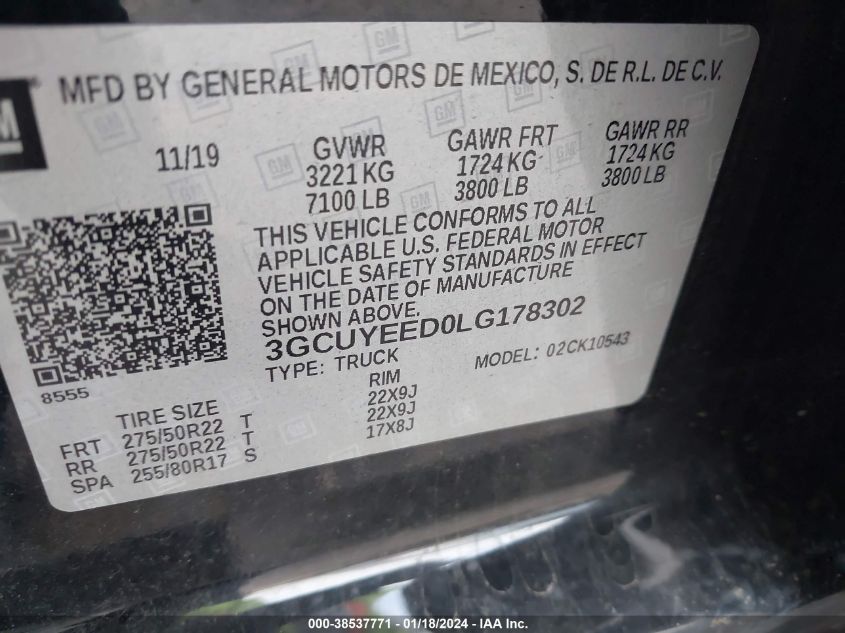 GM
MFD BY GENERAL MOTORS DE MEXICO, S. DE R.L. DE C.V.
11/19 GVWR GAWR FRT GAWR RR
3221 KG 1724 KG 1724 KG
7100 LB 3800 LB 3800 LB
THIS VEHICLE CONFORMS TO ALL
APPLICABLE U.S. FEDERAL MOTOR
VEHICLE SAFETY STANDARDS IN EFFECT
ON THE DATE OF MANUFACTURE
SHOWN ABOVE.
3GCUYEED0LG178302
TYPE: TRUCK MODEL: 02CK10543
8555
TIRE SIZE RIM
FRT 275/50R22 T 22X9J
RR 275/50R22 T 22X9J
SPA 255/80R17 S 17X8J
000-38537771 - 01/18/2024 - IAA Inc.